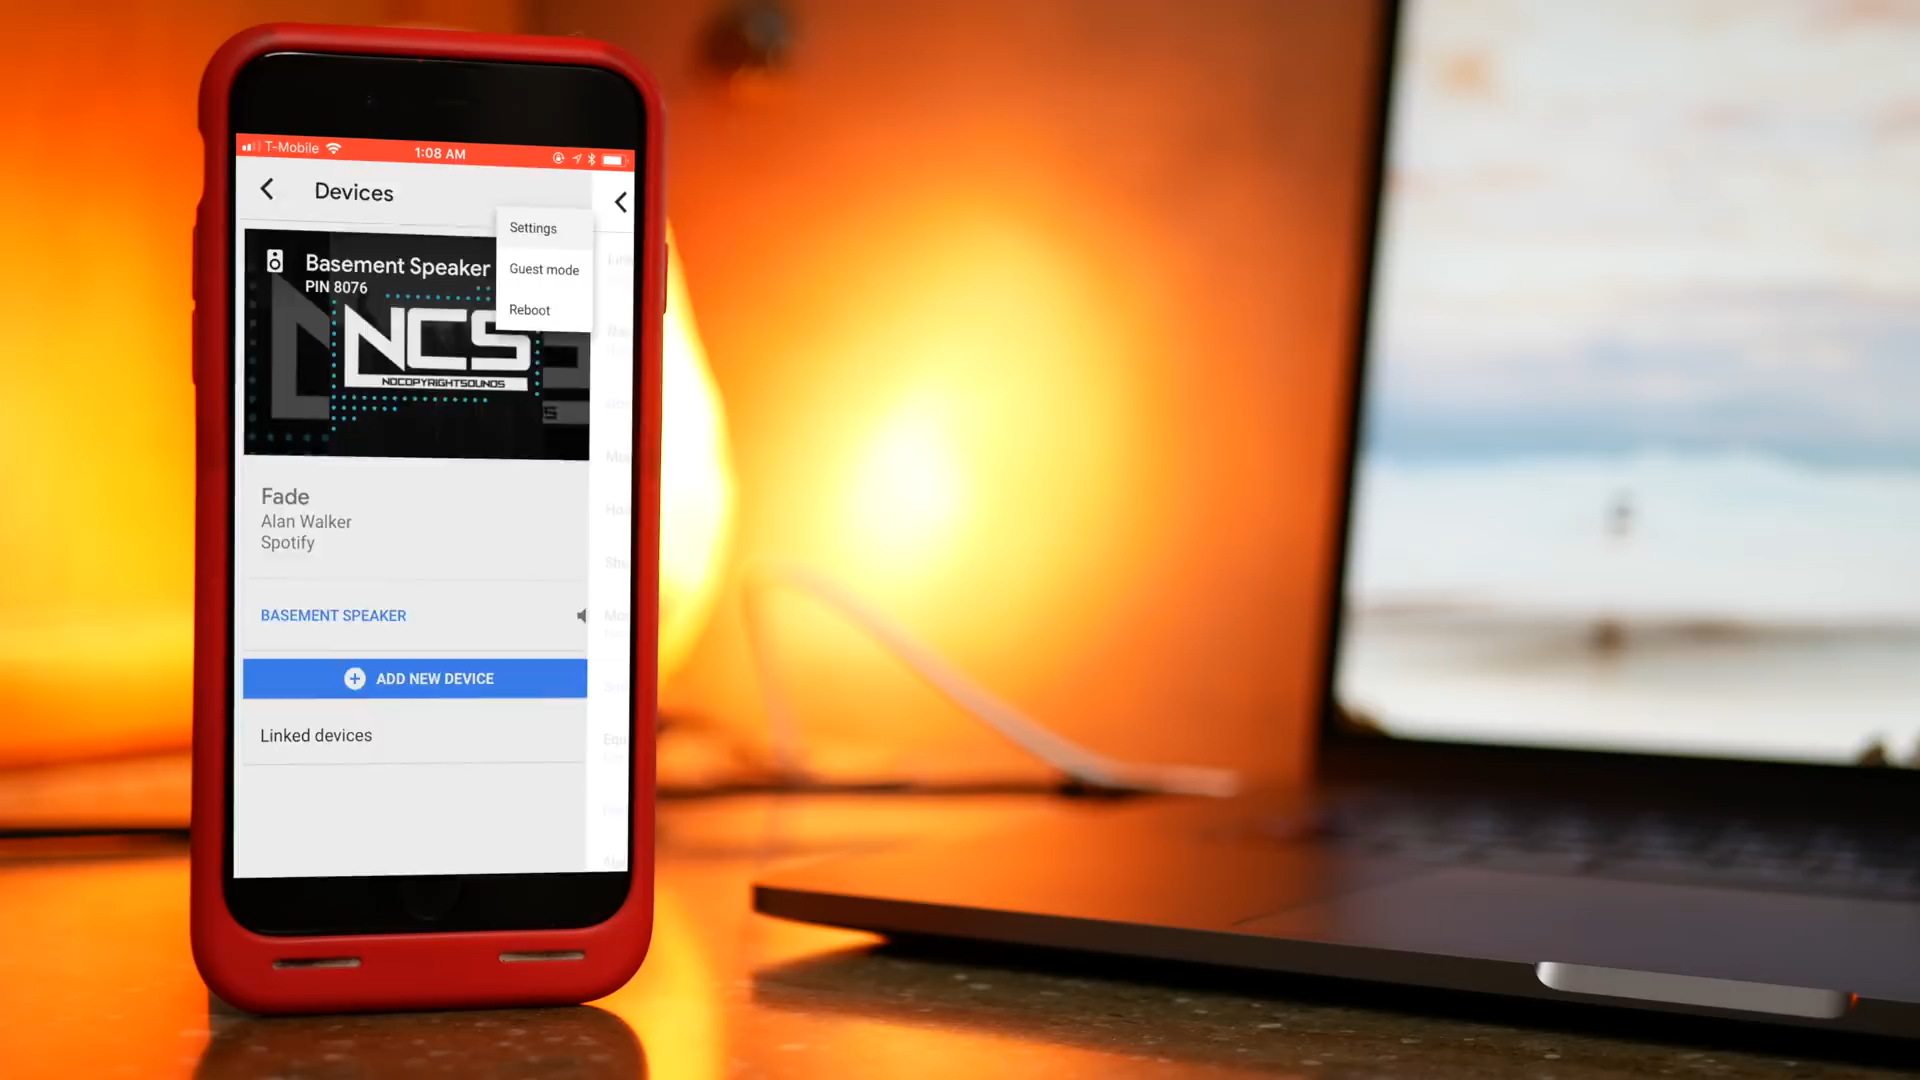 T-Mobile 1:08 AM
Devices
Settings
Guest mode
Reboot
Basement Speaker
PIN 8076
NCS
NOCOPYRIGHTSOUNDS
Fade
Alan Walker
Spotify
BASEMENT SPEAKER
ADD NEW DEVICE
Linked devices